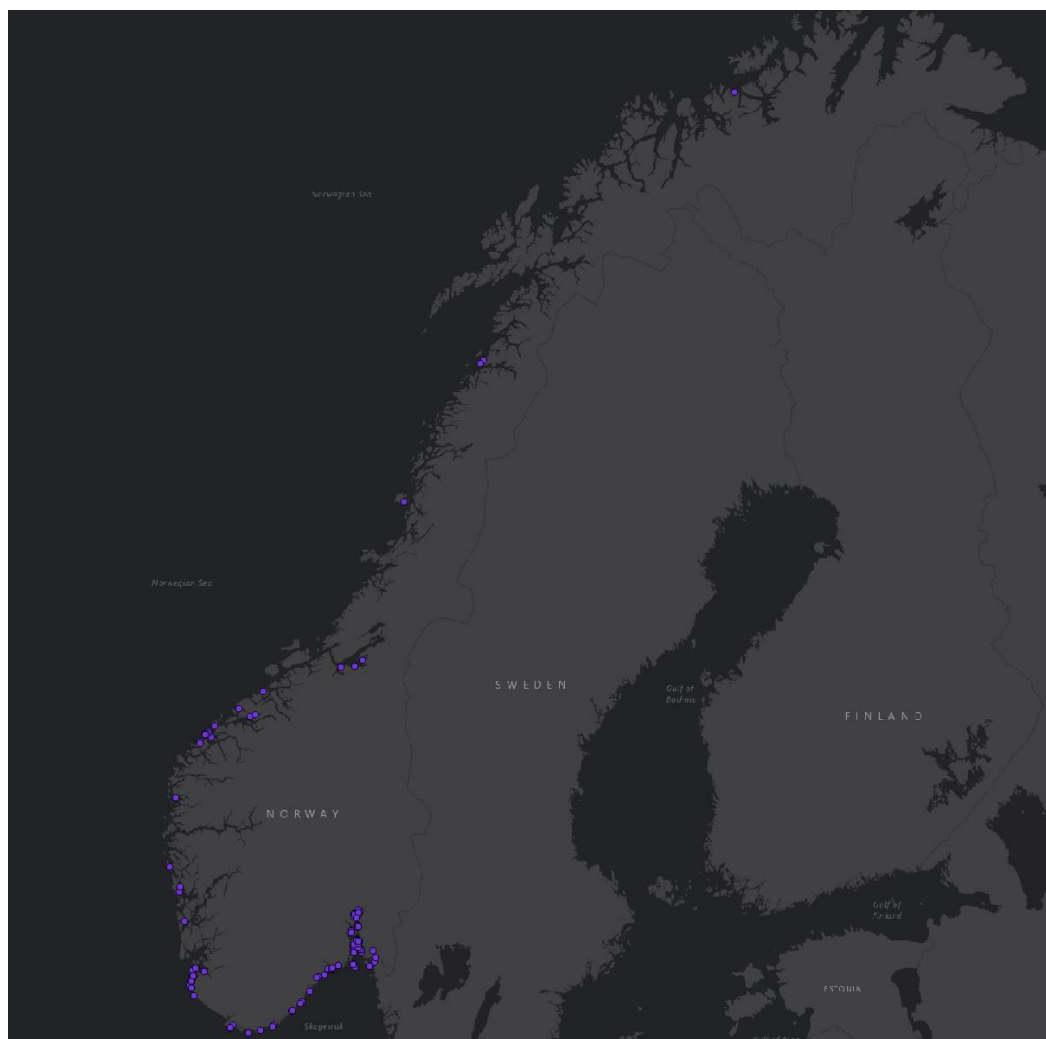 Norwegian Sea
Norwegian Sea
SWEDEN
Gulf of
Bothnia
FINLAND
NORWAY
Gulf of
Finland
ESTONIA
Skagerrak